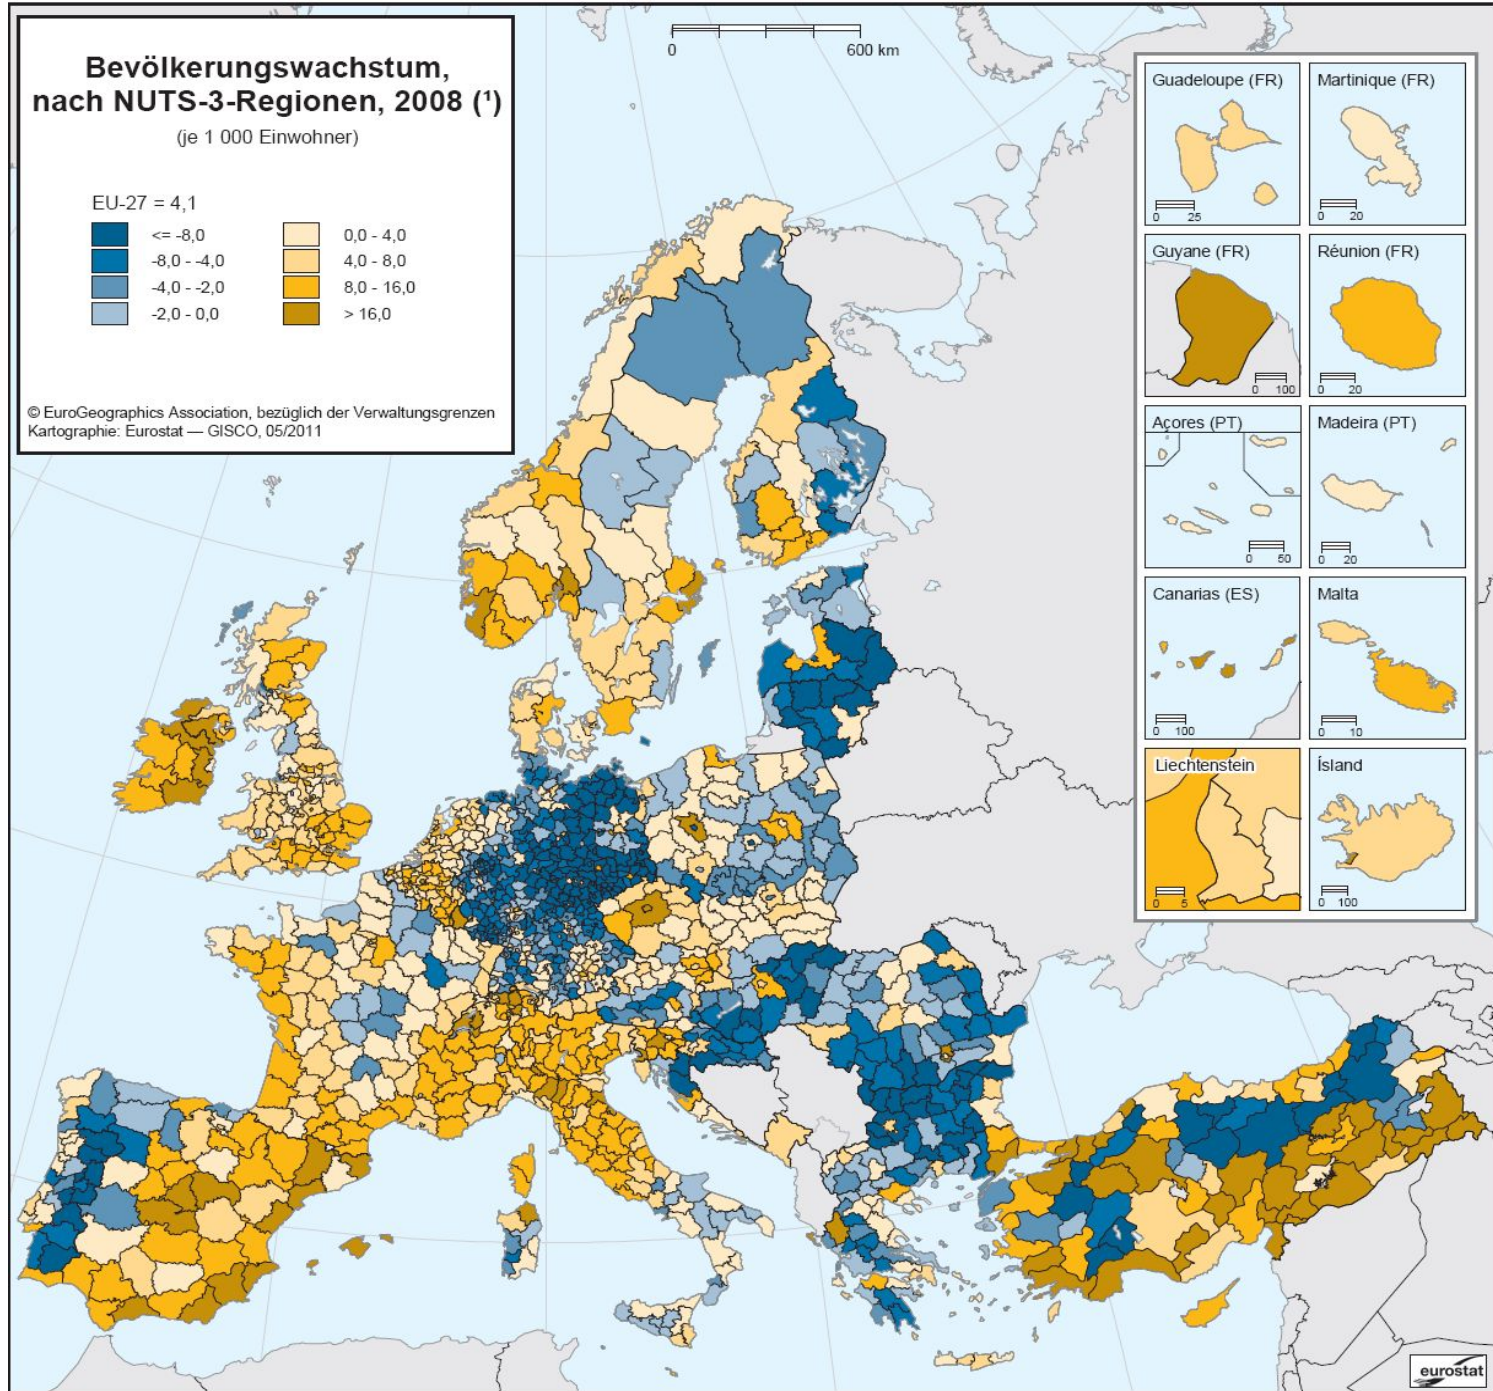 Bevölkerungswachstum,
nach NUTS-3-Regionen, 2008 (¹)
(je 1 000 Einwohner)
EU-27 = 4,1
<= -8,0
-8,0 - -4,0
-4,0 - -2,0
-2,0 - 0,0
0,0 - 4,0
4,0 - 8,0
8,0 - 16,0
> 16,0
© EuroGeographics Association, bezüglich der Verwaltungsgrenzen
Kartographie: Eurostat — GISCO, 05/2011
0 600 km
Guadeloupe (FR)
0 25
Martinique (FR)
0 20
Guyane (FR)
0 100
Réunion (FR)
0 20
Açores (PT)
0 50
Madeira (PT)
0 20
Canarias (ES)
0 100
Malta
0 10
Liechtenstein
0 5
Ísland
0 100
eurostat